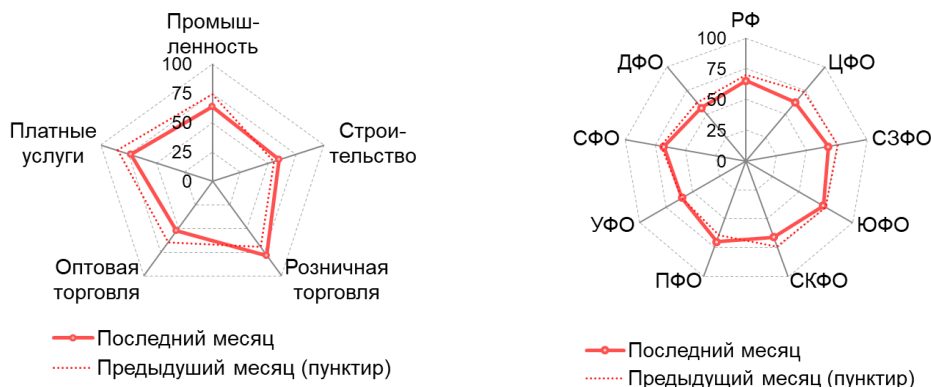 Промыш-
ленность
100
75
50
25
0
Строи-
тельство
Розничная
торговля
Оптовая
торговля
Платные
услуги
Последний месяц
Предыдуший месяц (пунктир)
РФ
100
75
50
25
0
ЦФО
СЗФО
ЮФО
СКФО
ПФО
УФО
СФО
ДФО
Последний месяц
Предыдущий месяц (пунктир)